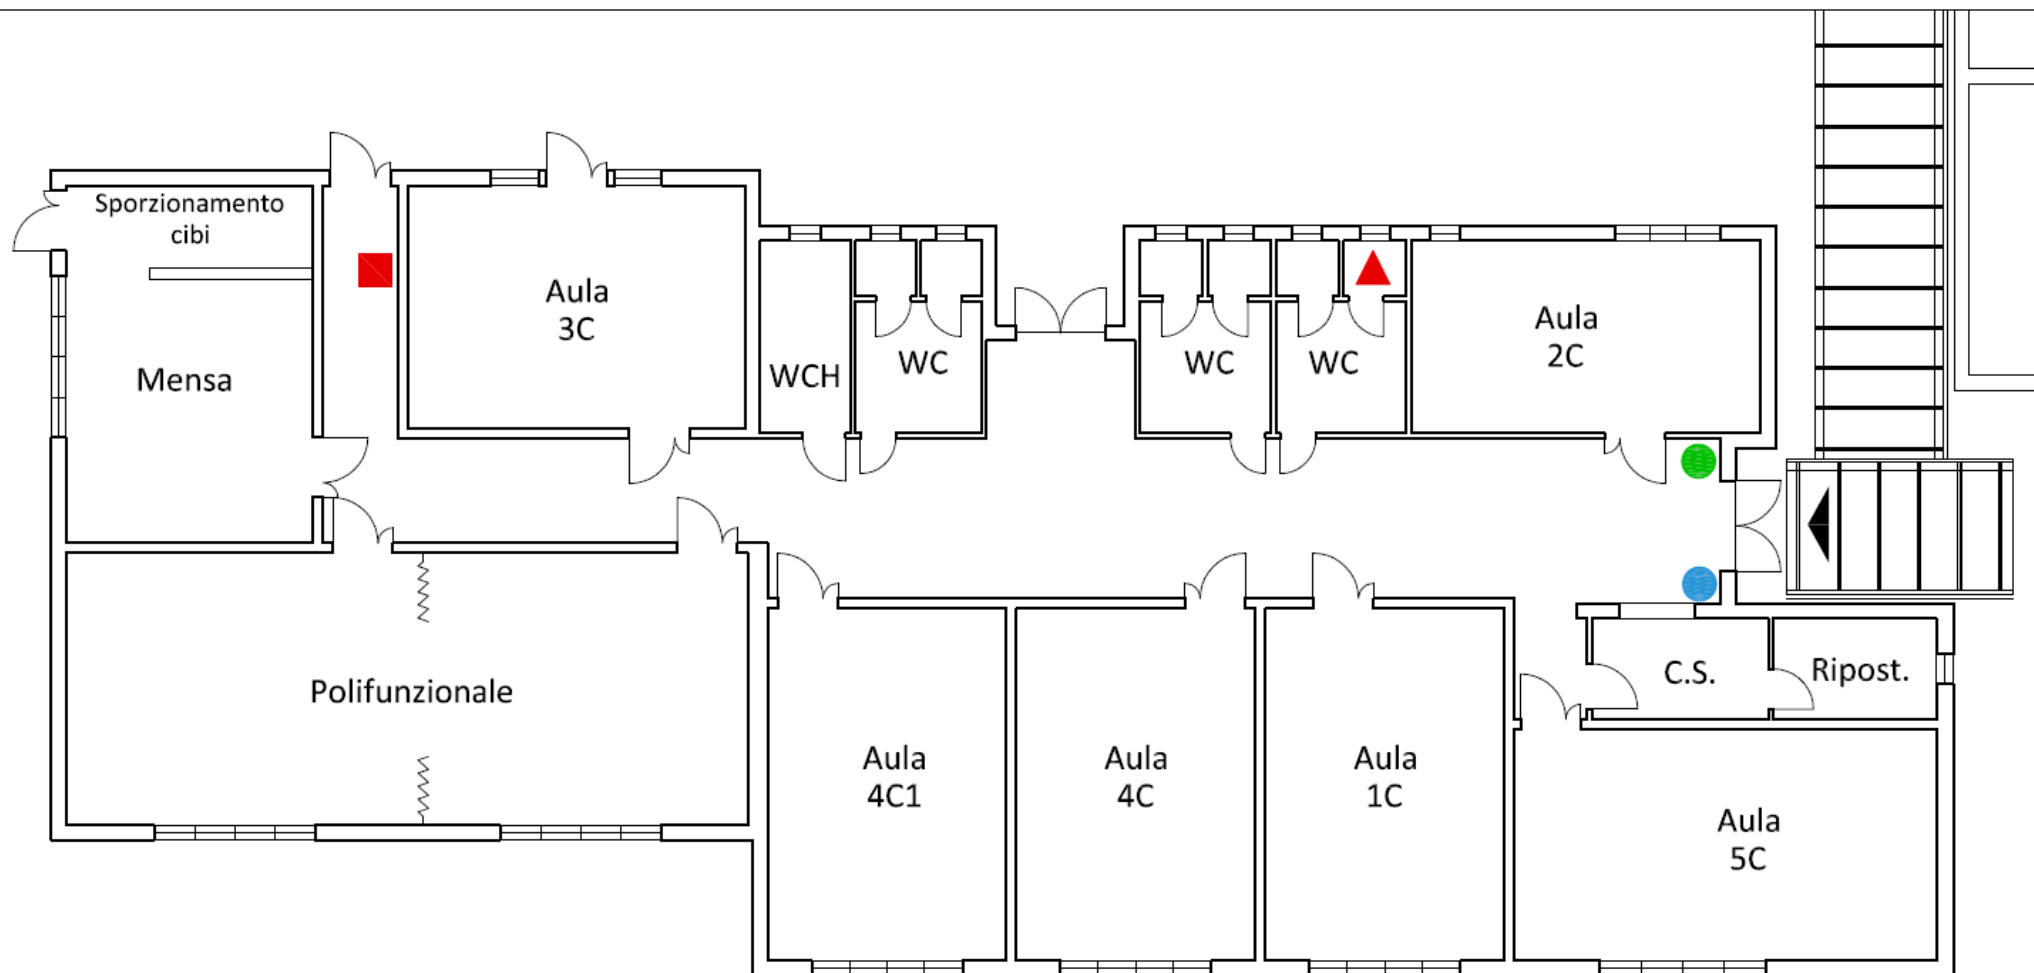 Sporzionamento
cibi
Mensa
Aula
3C
WCH
WC
WC
WC
Aula
2C
Polifunzionale
Aula
4C1
Aula
4C
Aula
1C
C.S.
Ripost.
Aula
5C